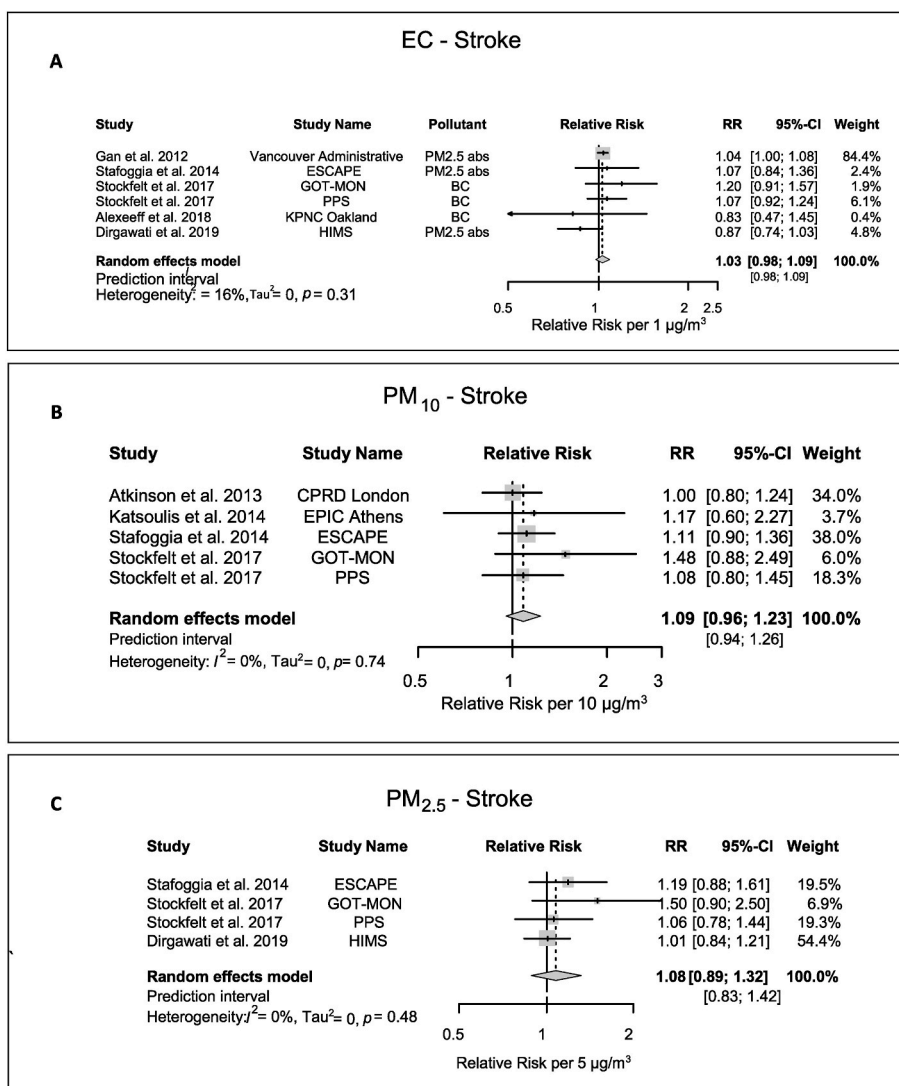 EC - Stroke
A
Study Study Name Pollutant Relative Risk RR 95%-CI Weight
Gan et al. 2012 Vancouver Administrative PM2.5 abs 1.04 [1.00; 1.08] 84.4%
Stafoggia et al. 2014 ESCAPE PM2.5 abs 1.07 [0.84; 1.36] 2.4%
Stockfelt et al. 2017 GOT-MON BC 1.20 [0.91; 1.57] 1.9%
Stockfelt et al. 2017 PPS BC 1.07 [0.92; 1.24] 6.1%
Alexeeff et al. 2018 KPNC Oakland BC 0.83 [0.47; 1.45] 0.4%
Dirgawati et al. 2019 HIMS PM2.5 abs 0.87 [0.74; 1.03] 4.8%
Random effects model 1.03 [0.98; 1.09] 100.0%
Prediction interval [0.98; 1.09]
Heterogeneity: I² = 16%, Tau² = 0, p = 0.31
0.5 1 2 2.5
Relative Risk per 1 µg/m³
PM₁₀ - Stroke
B
Study Study Name Relative Risk RR 95%-CI Weight
Atkinson et al. 2013 CPRD London 1.00 [0.80; 1.24] 34.0%
Katsoulis et al. 2014 EPIC Athens 1.17 [0.60; 2.27] 3.7%
Stafoggia et al. 2014 ESCAPE 1.11 [0.90; 1.36] 38.0%
Stockfelt et al. 2017 GOT-MON 1.48 [0.88; 2.49] 6.0%
Stockfelt et al. 2017 PPS 1.08 [0.80; 1.45] 18.3%
Random effects model 1.09 [0.96; 1.23] 100.0%
Prediction interval [0.94; 1.26]
Heterogeneity: I² = 0%, Tau² = 0, p = 0.74
0.5 1 2 3
Relative Risk per 10 µg/m³
PM₂.₅ - Stroke
C
Study Study Name Relative Risk RR 95%-CI Weight
Stafoggia et al. 2014 ESCAPE 1.19 [0.88; 1.61] 19.5%
Stockfelt et al. 2017 GOT-MON 1.50 [0.90; 2.50] 6.9%
Stockfelt et al. 2017 PPS 1.06 [0.78; 1.44] 19.3%
Dirgawati et al. 2019 HIMS 1.01 [0.84; 1.21] 54.4%
Random effects model 1.08 [0.89; 1.32] 100.0%
Prediction interval [0.83; 1.42]
Heterogeneity: I² = 0%, Tau² = 0, p = 0.48
0.5 1 2
Relative Risk per 5 µg/m³